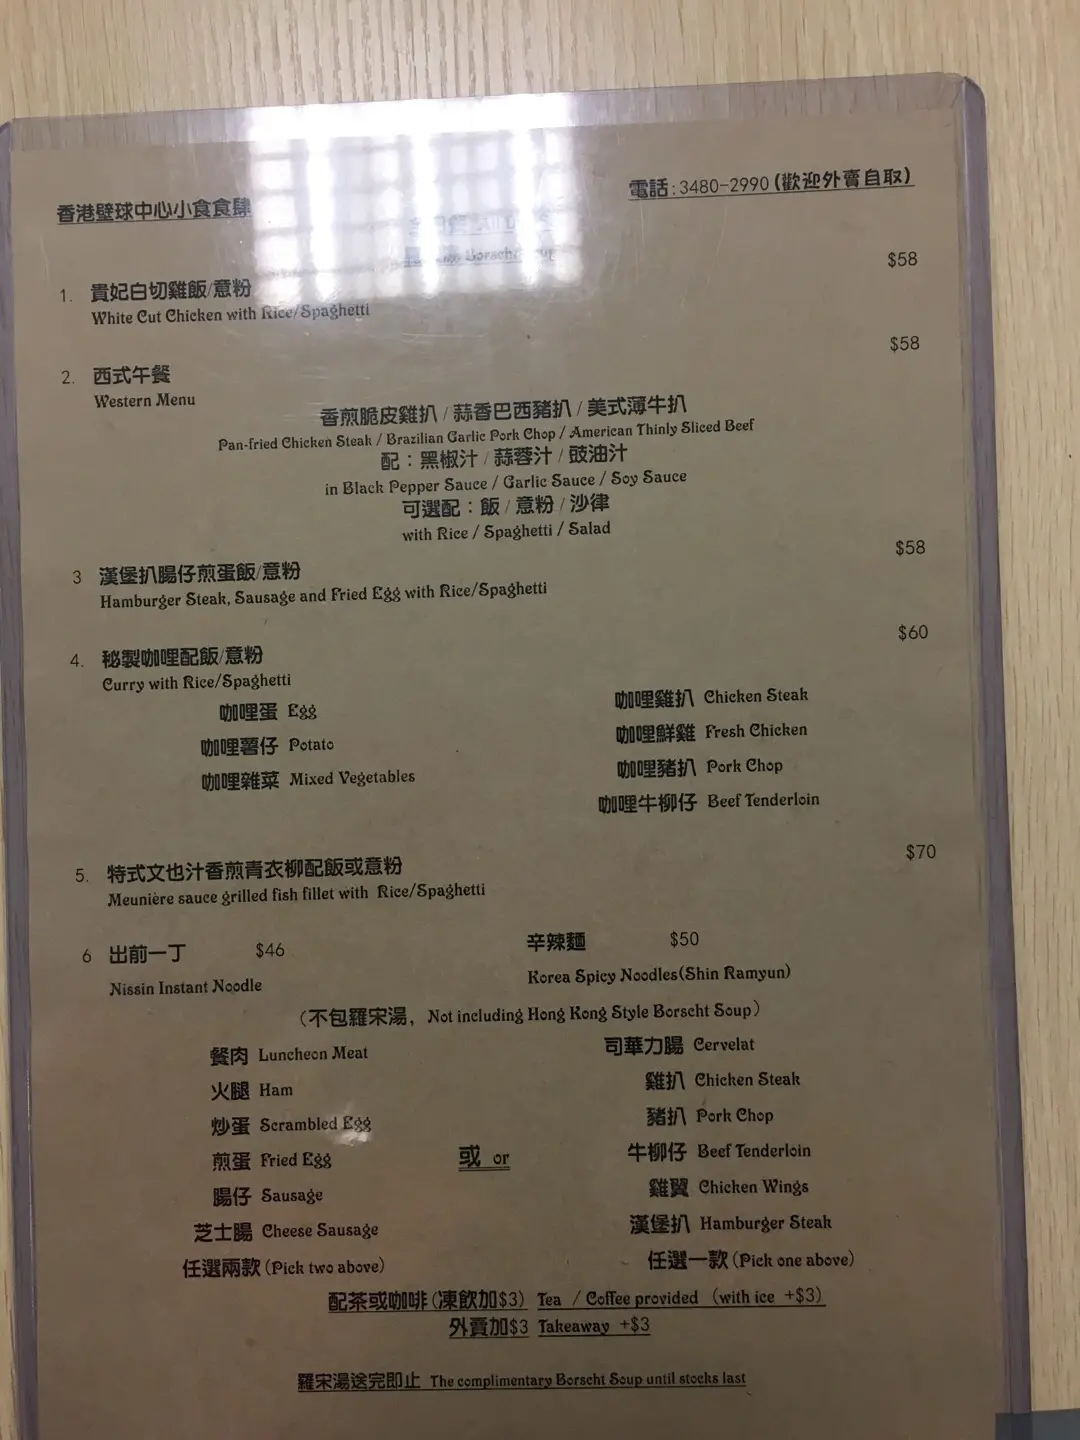 香港壁球中心小食食肆
電話:3480-2990(歡迎外賣自取)
Borscht
$58
1. 貴妃白切雞飯/意粉
White Cut Chicken with Rice/Spaghetti
$58
2. 西式午餐
Western Menu
香煎脆皮雞扒/蒜香巴西豬扒/美式薄牛扒
Pan-fried Chicken Steak / Brazilian Garlic Pork Chop / American Thinly Sliced Beef
配：黑椒汁/蒜蓉汁/豉油汁
in Black Pepper Sauce / Garlic Sauce / Soy Sauce
可選配：飯/意粉/沙律
with Rice / Spaghetti / Salad
$58
3 漢堡扒腸仔煎蛋飯/意粉
Hamburger Steak, Sausage and Fried Egg with Rice/Spaghetti
$60
4. 秘製咖哩配飯/意粉
Curry with Rice/Spaghetti
咖哩蛋 Egg
咖哩薯仔 Potato
咖哩雜菜 Mixed Vegetables
咖哩雞扒 Chicken Steak
咖哩鮮雞 Fresh Chicken
咖哩豬扒 Pork Chop
咖哩牛柳仔 Beef Tenderloin
$70
5. 特式文也汁香煎青衣柳配飯或意粉
Meunière sauce grilled fish fillet with Rice/Spaghetti
6 出前一丁 $46
Nissin Instant Noodle
辛辣麵 $50
Korea Spicy Noodles(Shin Ramyun)
(不包羅宋湯, Not including Hong Kong Style Borscht Soup)
餐肉 Luncheon Meat
火腿 Ham
炒蛋 Scrambled Egg
煎蛋 Fried Egg
腸仔 Sausage
芝士腸 Cheese Sausage
任選兩款(Pick two above)
或 or
司華力腸 Cervelat
雞扒 Chicken Steak
豬扒 Pork Chop
牛柳仔 Beef Tenderloin
雞翼 Chicken Wings
漢堡扒 Hamburger Steak
任選一款(Pick one above)
配茶或咖啡(凍飲加$3) Tea / Coffee provided (with ice +$3)
外賣加$3 Takeaway +$3
羅宋湯送完即止 The complimentary Borscht Soup until stocks last